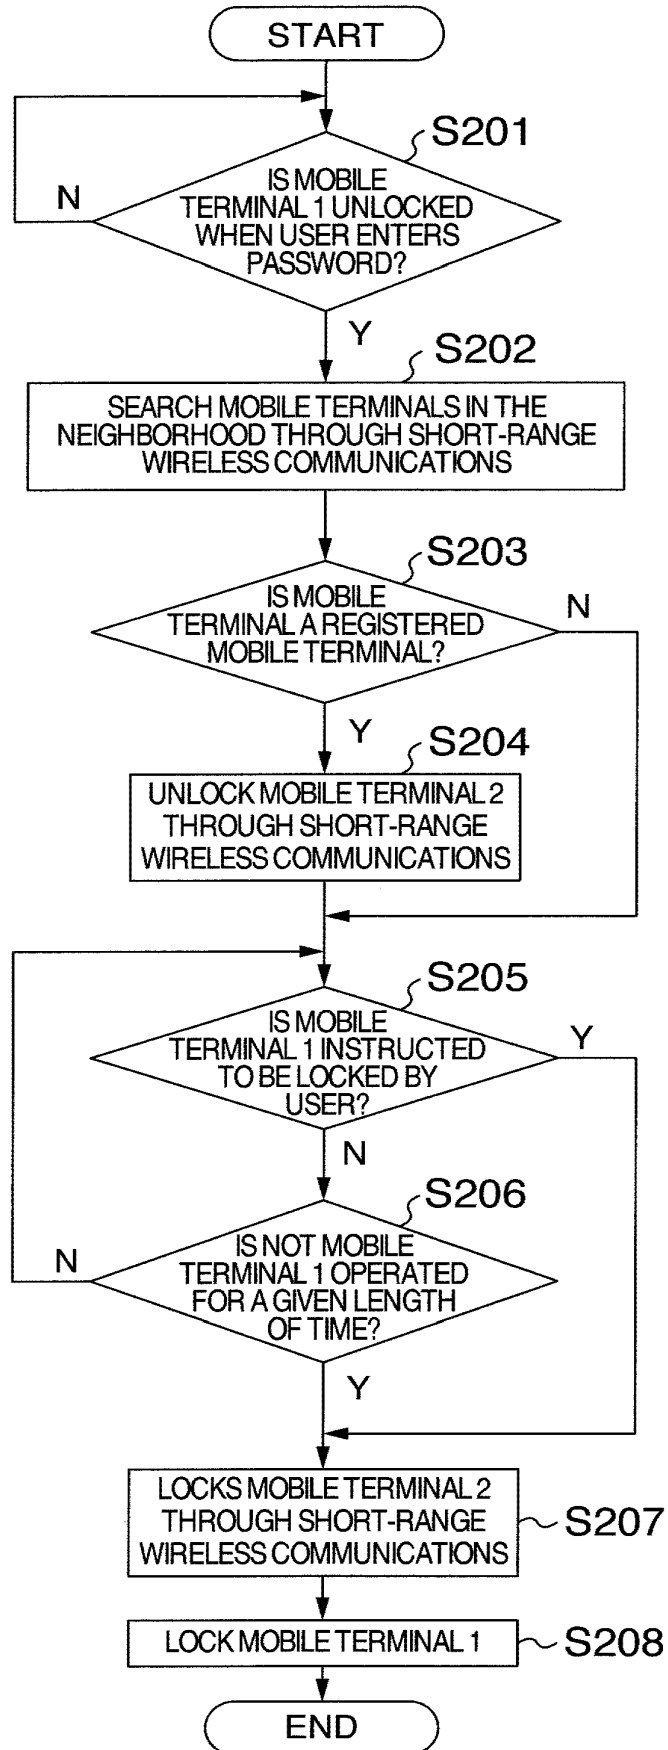 START
S201
IS MOBILE
TERMINAL 1 UNLOCKED
WHEN USER ENTERS
PASSWORD?
N
Y
S202
SEARCH MOBILE TERMINALS IN THE
NEIGHBORHOOD THROUGH SHORT-RANGE
WIRELESS COMMUNICATIONS
S203
IS MOBILE
TERMINAL A REGISTERED
MOBILE TERMINAL?
N
Y
S204
UNLOCK MOBILE TERMINAL 2
THROUGH SHORT-RANGE
WIRELESS COMMUNICATIONS
S205
IS MOBILE
TERMINAL 1 INSTRUCTED
TO BE LOCKED BY
USER?
Y
N
S206
IS NOT MOBILE
TERMINAL 1 OPERATED
FOR A GIVEN LENGTH
OF TIME?
N
Y
LOCKS MOBILE TERMINAL 2
THROUGH SHORT-RANGE
WIRELESS COMMUNICATIONS
S207
LOCK MOBILE TERMINAL 1
S208
END